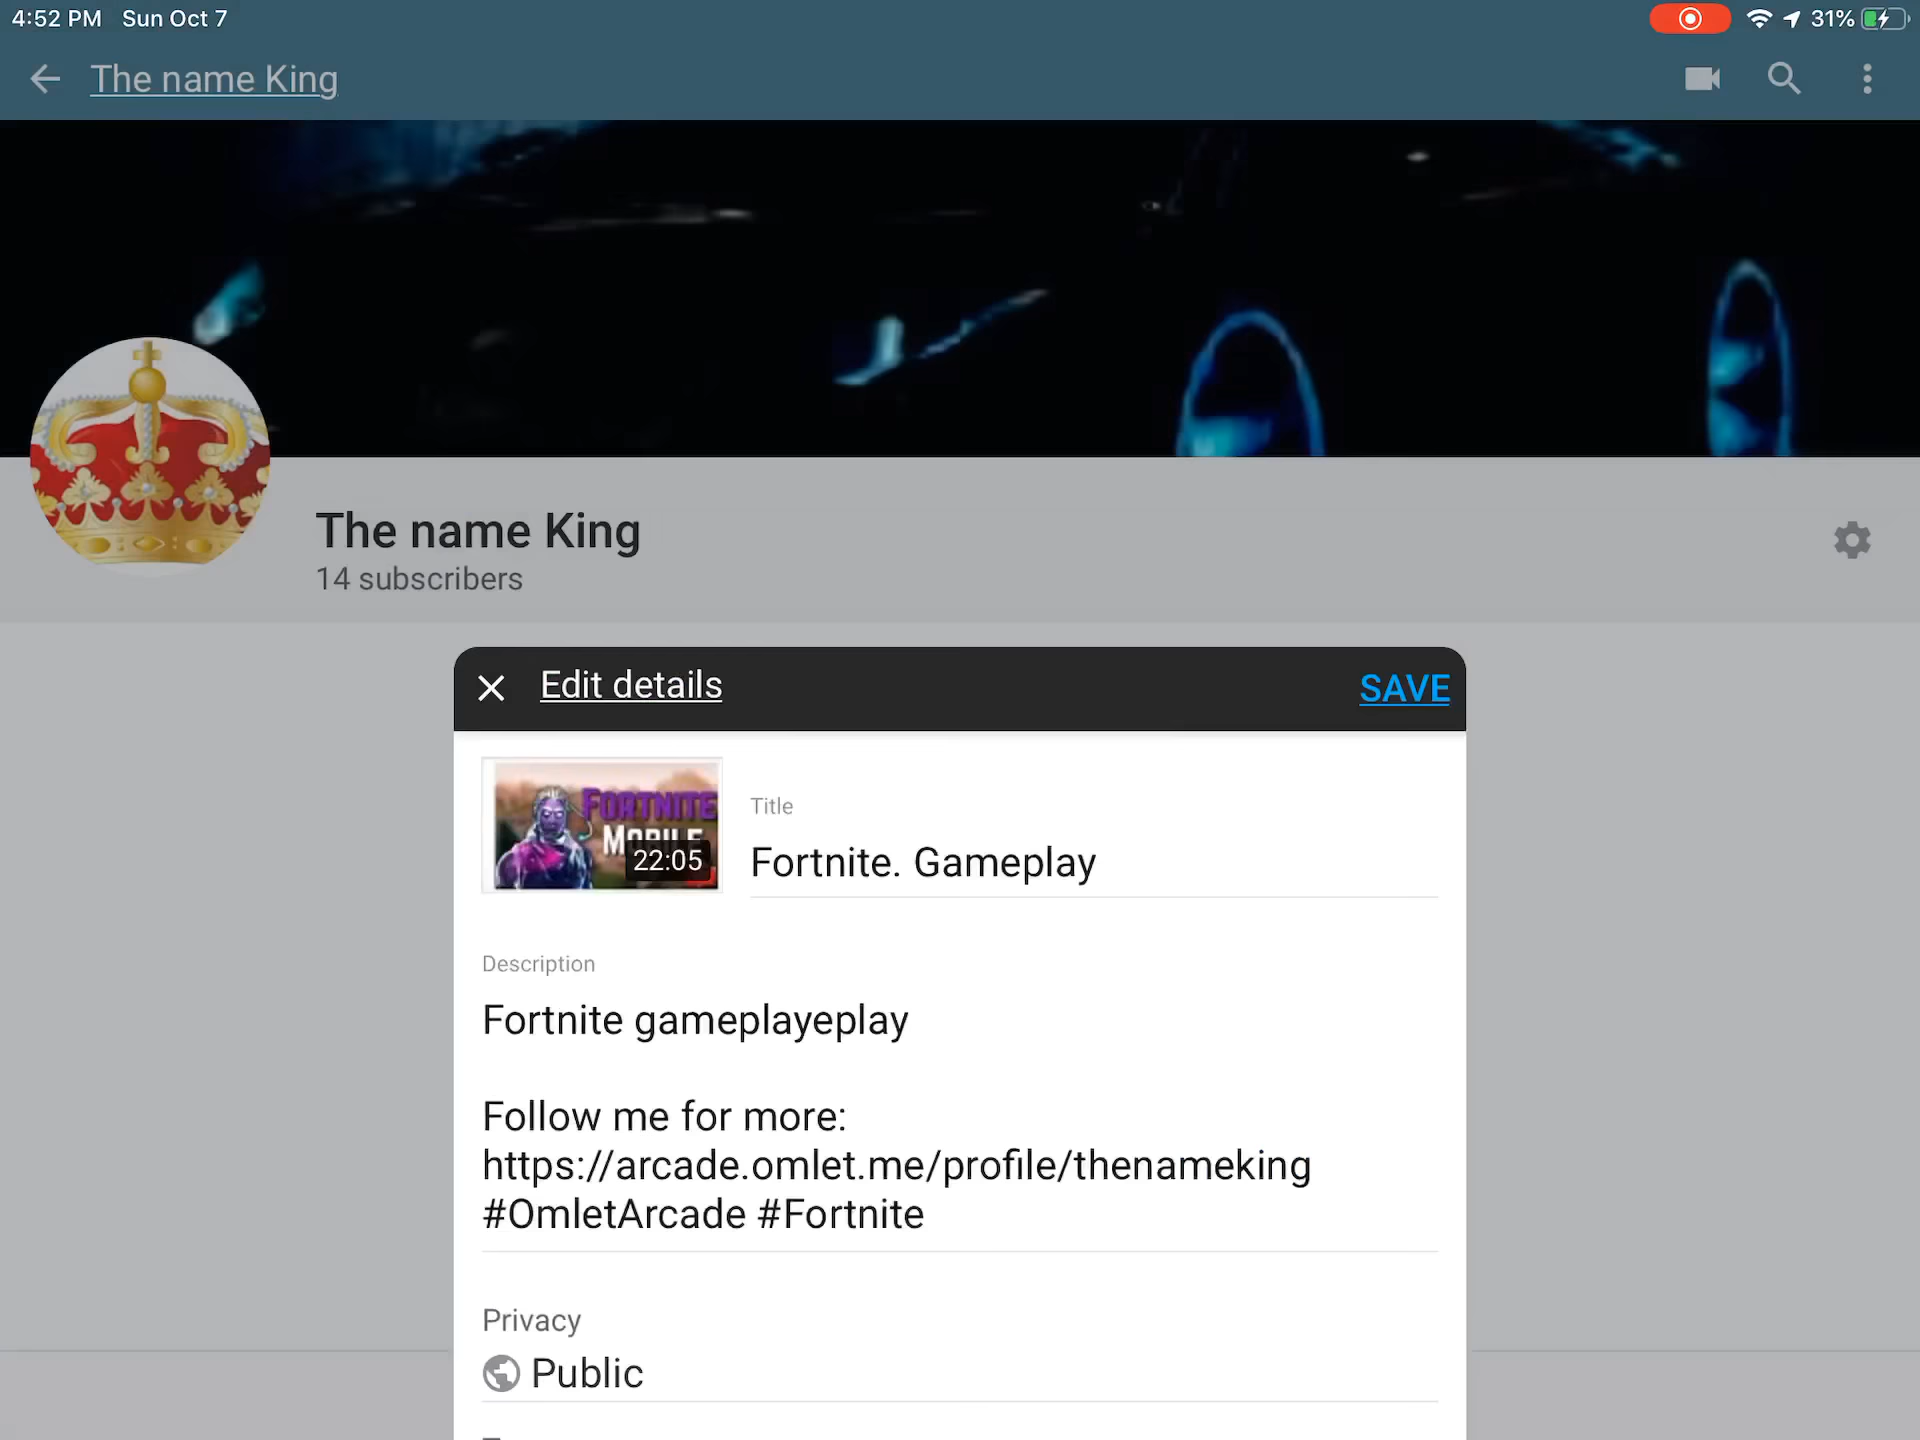 4:52 PM Sun Oct 7
31%
The name King
The name King
14 subscribers
Edit details
SAVE
FORTNITE
MOBILE
22:05
Title
Fortnite. Gameplay
Description
Fortnite gameplayeplay
Follow me for more:
https://arcade.omlet.me/profile/thenameking
#OmletArcade #Fortnite
Privacy
Public